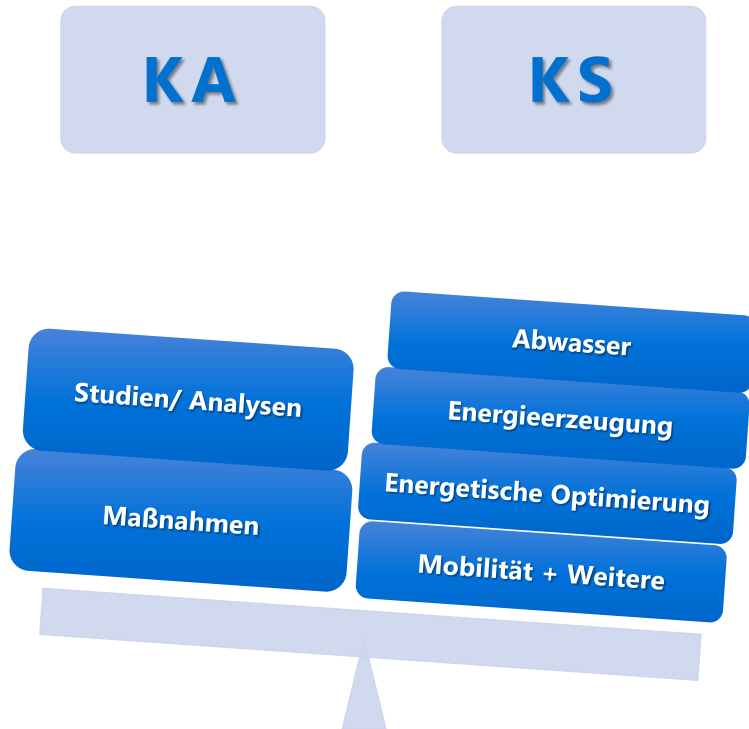 KA
KS
Studien/ Analysen
Maßnahmen
Abwasser
Energieerzeugung
Energetische Optimierung
Mobilität + Weitere